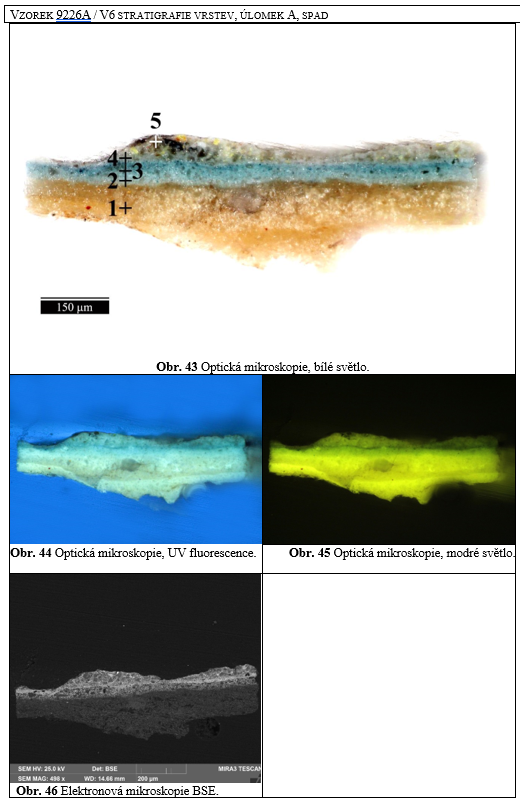 VZOREK 9226A / V6 STRATIGRAFIE VRSTEV, ÚLOMEK A, SPAD
5
4
3
2
1
150 µm
Obr. 43 Optická mikroskopie, bílé světlo.
Obr. 44 Optická mikroskopie, UV fluorescence.
Obr. 45 Optická mikroskopie, modré světlo.
SEM HV: 25.0 kV Det: BSE MIRA3 TESCAN
SEM MAG: 498 x WD: 14.66 mm 200 µm
Obr. 46 Elektronová mikroskopie BSE.